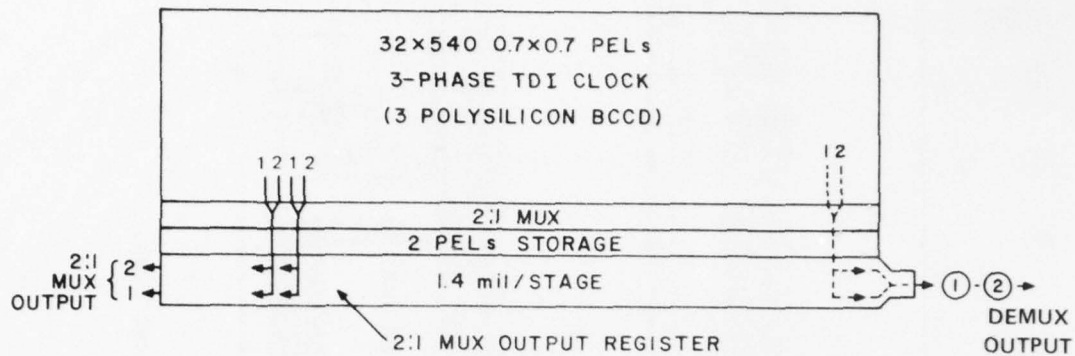 32×540 0.7×0.7 PELs
3-PHASE TDI CLOCK
(3 POLYSILICON BCCD)
1 2 1 2
1 2
2:1 MUX
2 PELs STORAGE
2:1
MUX
OUTPUT
2
1
1.4 mil/STAGE
1 - 2
DEMUX
OUTPUT
2:1 MUX OUTPUT REGISTER